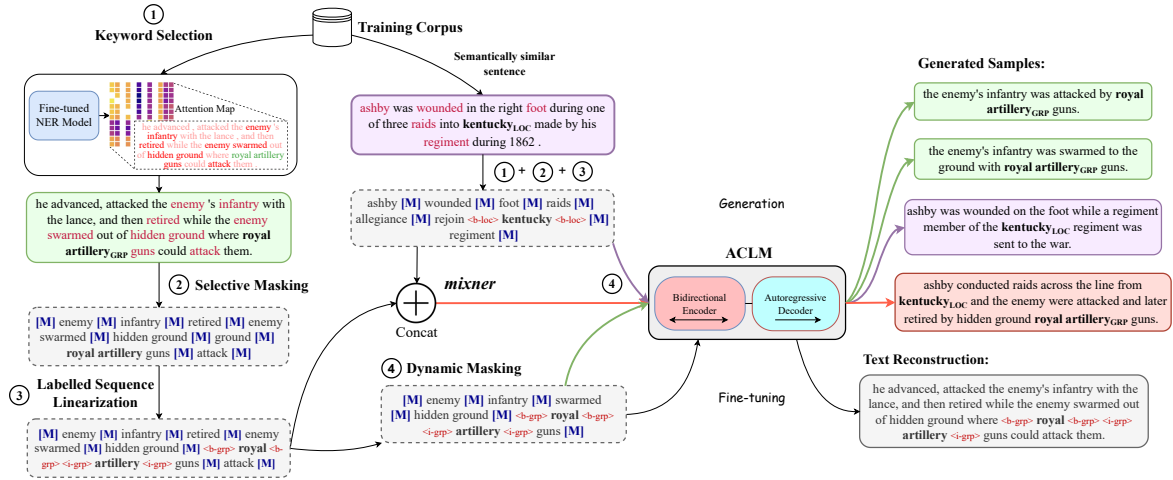 1
Keyword Selection
Training Corpus
Semantically similar
sentence
Fine-tuned
NER Model
Attention Map
he advanced , attacked the enemy 's
infantry with the lance , and then
retired while the enemy swarmed out
of hidden ground where royal artillery
guns could attack them .
he advanced, attacked the enemy 's infantry with
the lance, and then retired while the enemy
swarmed out of hidden ground where royal
artilleryGRP guns could attack them.
2 Selective Masking
[M] enemy [M] infantry [M] retired [M] enemy
swarmed [M] hidden ground [M] ground [M]
royal artillery guns [M] attack [M]
3 Labelled Sequence
Linearization
[M] enemy [M] infantry [M] retired [M] enemy
swarmed [M] hidden ground [M] <b-grp> royal <b-
grp> <i-grp> artillery <i-grp> guns [M] attack [M]
ashby was wounded in the right foot during one
of three raids into kentuckyLOC made by his
regiment during 1862 .
1 + 2 + 3
ashby [M] wounded [M] foot [M] raids [M]
allegiance [M] rejoin <b-loc> kentucky <b-loc> [M]
regiment [M]
mixner
Concat
4
4 Dynamic Masking
[M] enemy [M] infantry [M] swarmed
[M] hidden ground [M] <b-grp> royal <b-grp>
<i-grp> artillery <i-grp> guns [M]
Generation
ACLM
Bidirectional
Encoder
Autoregressive
Decoder
Fine-tuning
Generated Samples:
the enemy's infantry was attacked by royal
artilleryGRP guns.
the enemy's infantry was swarmed to the
ground with royal artilleryGRP guns.
ashby was wounded on the foot while a regiment
member of the kentuckyLOC regiment was
sent to the war.
ashby conducted raids across the line from
kentuckyLOC and the enemy were attacked and later
retired by hidden ground royal artilleryGRP guns.
Text Reconstruction:
he advanced, attacked the enemy's infantry with the
lance, and then retired while the enemy swarmed out
of hidden ground where <b-grp> royal <b-grp> <i-grp>
artillery <i-grp> guns could attack them.